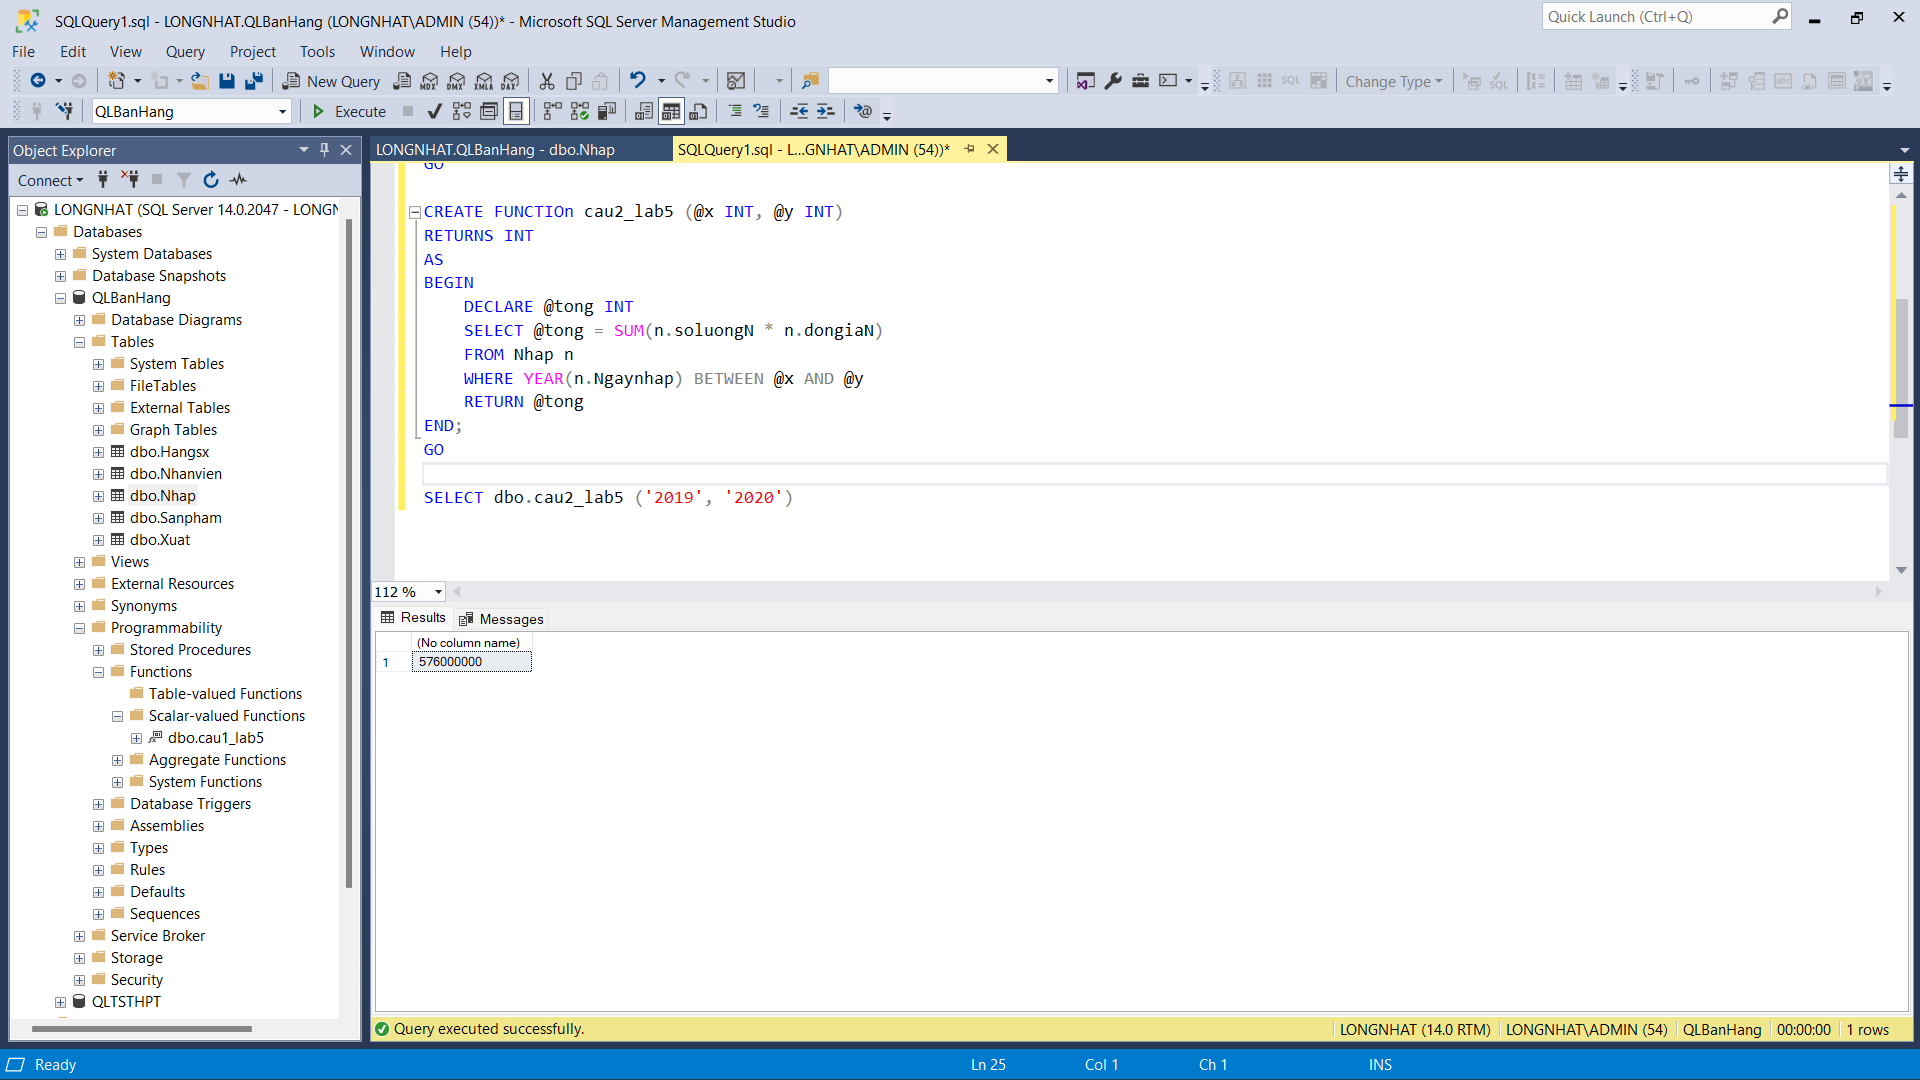 SQLQuery1.sql - LONGNHAT.QLBanHang (LONGNHAT\ADMIN (54))* - Microsoft SQL Server Management Studio
Quick Launch (Ctrl+Q)
File Edit View Query Project Tools Window Help
New Query MDX DMX XMLA DAX SQL Change Type
QLBanHang Execute
Object Explorer
Connect
LONGNHAT (SQL Server 14.0.2047 - LONGN
Databases
System Databases
Database Snapshots
QLBanHang
Database Diagrams
Tables
System Tables
FileTables
External Tables
Graph Tables
dbo.Hangsx
dbo.Nhanvien
dbo.Nhap
dbo.Sanpham
dbo.Xuat
Views
External Resources
Synonyms
Programmability
Stored Procedures
Functions
Table-valued Functions
Scalar-valued Functions
dbo.cau1_lab5
Aggregate Functions
System Functions
Database Triggers
Assemblies
Types
Rules
Defaults
Sequences
Service Broker
Storage
Security
QLTSTHPT
LONGNHAT.QLBanHang - dbo.Nhap
SQLQuery1.sql - L...GNHAT\ADMIN (54))*
GO
CREATE FUNCTIOn cau2_lab5 (@x INT, @y INT)
RETURNS INT
AS
BEGIN
DECLARE @tong INT
SELECT @tong = SUM(n.soluongN * n.dongiaN)
FROM Nhap n
WHERE YEAR(n.Ngaynhap) BETWEEN @x AND @y
RETURN @tong
END;
GO
SELECT dbo.cau2_lab5 ('2019', '2020')
112 %
Results Messages
(No column name)
1 576000000
Query executed successfully. LONGNHAT (14.0 RTM) LONGNHAT\ADMIN (54) QLBanHang 00:00:00 1 rows
Ready Ln 25 Col 1 Ch 1 INS